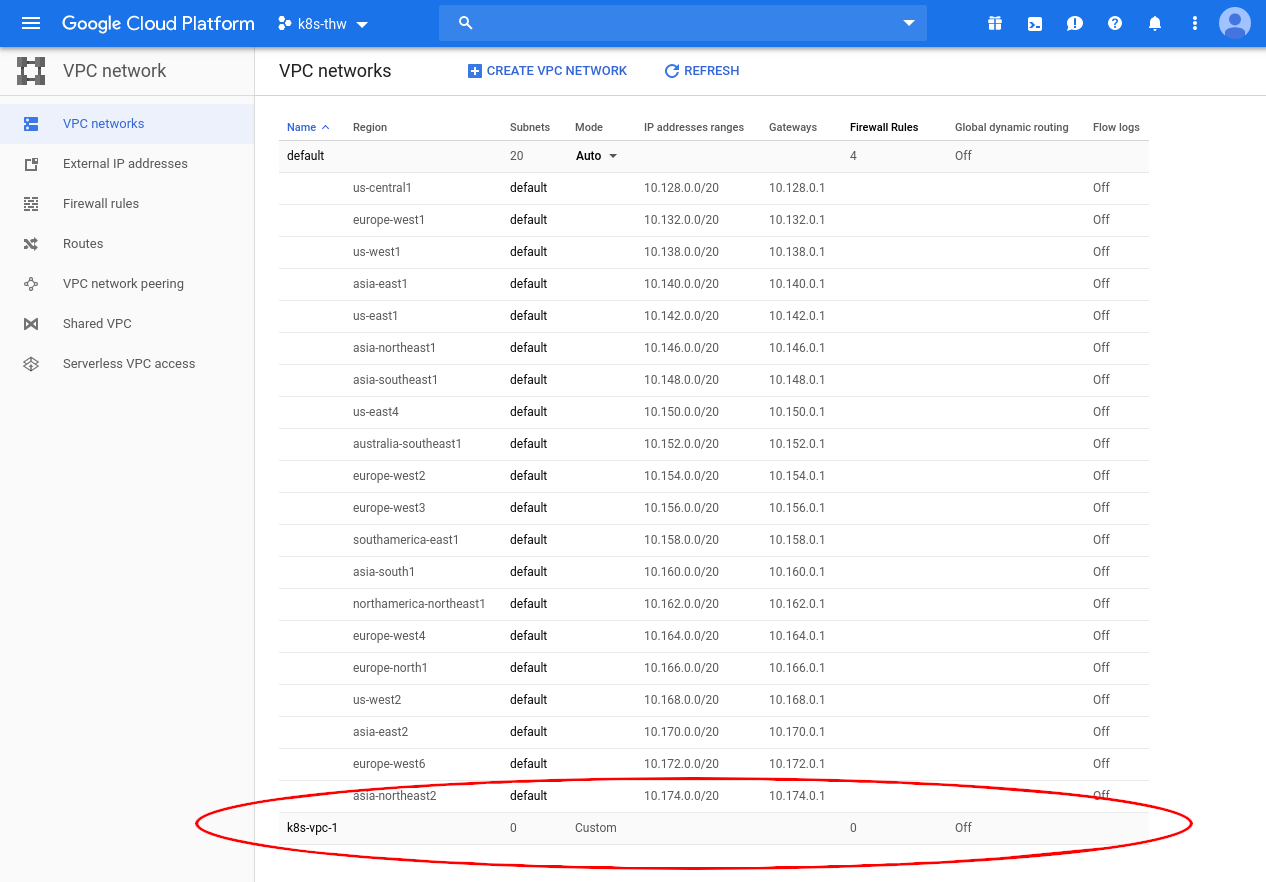 Google Cloud Platform k8s-thw
VPC network
VPC networks
External IP addresses
Firewall rules
Routes
VPC network peering
Shared VPC
Serverless VPC access
VPC networks CREATE VPC NETWORK REFRESH
Name Region Subnets Mode IP addresses ranges Gateways Firewall Rules Global dynamic routing Flow logs
default 20 Auto 4 Off
us-central1 default 10.128.0.0/20 10.128.0.1 Off
europe-west1 default 10.132.0.0/20 10.132.0.1 Off
us-west1 default 10.138.0.0/20 10.138.0.1 Off
asia-east1 default 10.140.0.0/20 10.140.0.1 Off
us-east1 default 10.142.0.0/20 10.142.0.1 Off
asia-northeast1 default 10.146.0.0/20 10.146.0.1 Off
asia-southeast1 default 10.148.0.0/20 10.148.0.1 Off
us-east4 default 10.150.0.0/20 10.150.0.1 Off
australia-southeast1 default 10.152.0.0/20 10.152.0.1 Off
europe-west2 default 10.154.0.0/20 10.154.0.1 Off
europe-west3 default 10.156.0.0/20 10.156.0.1 Off
southamerica-east1 default 10.158.0.0/20 10.158.0.1 Off
asia-south1 default 10.160.0.0/20 10.160.0.1 Off
northamerica-northeast1 default 10.162.0.0/20 10.162.0.1 Off
europe-west4 default 10.164.0.0/20 10.164.0.1 Off
europe-north1 default 10.166.0.0/20 10.166.0.1 Off
us-west2 default 10.168.0.0/20 10.168.0.1 Off
asia-east2 default 10.170.0.0/20 10.170.0.1 Off
europe-west6 default 10.172.0.0/20 10.172.0.1 Off
asia-northeast2 default 10.174.0.0/20 10.174.0.1 Off
k8s-vpc-1 0 Custom 0 Off